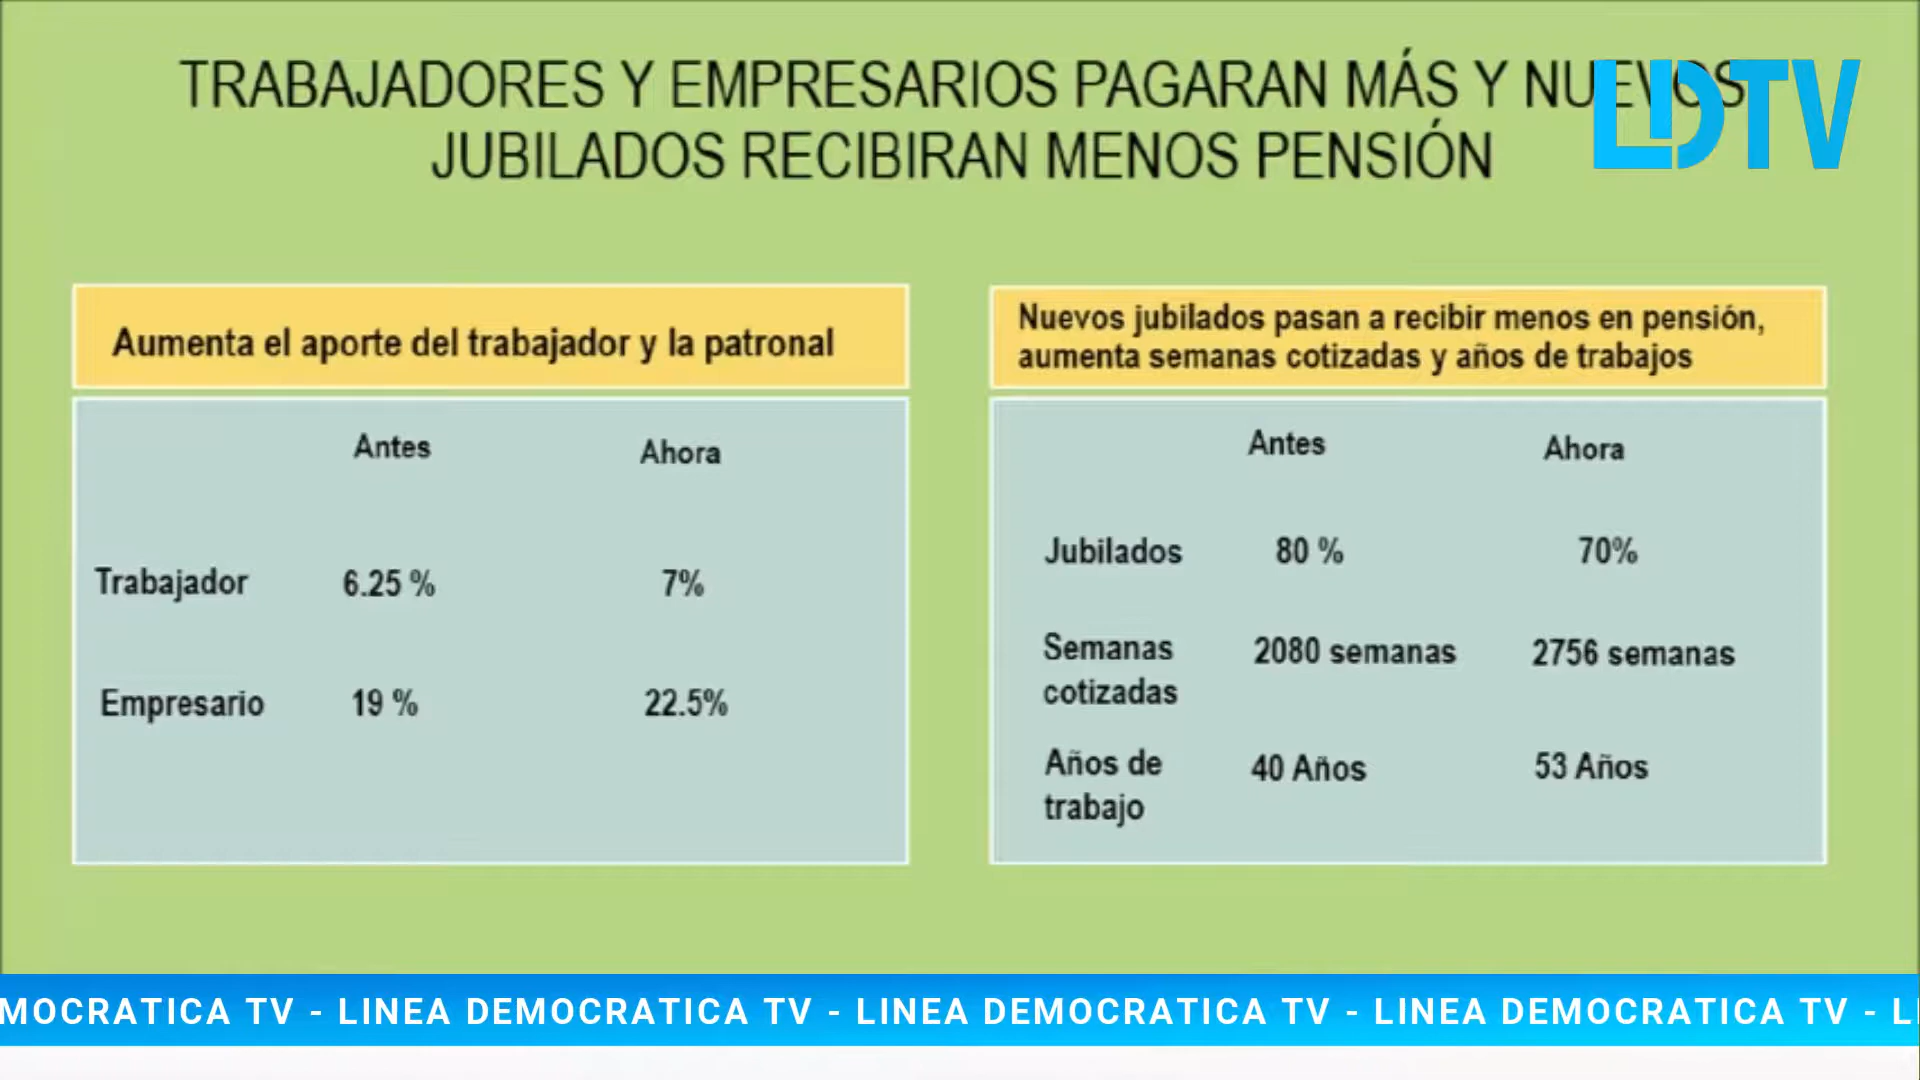 TRABAJADORES Y EMPRESARIOS PAGARAN MÁS Y NUEVOS
JUBILADOS RECIBIRAN MENOS PENSIÓN
LDTV
Aumenta el aporte del trabajador y la patronal
Antes Ahora
Trabajador 6.25 % 7%
Empresario 19 % 22.5%
Nuevos jubilados pasan a recibir menos en pensión,
aumenta semanas cotizadas y años de trabajos
Antes Ahora
Jubilados 80 % 70%
Semanas
cotizadas
2080 semanas 2756 semanas
Años de
trabajo
40 Años 53 Años
MOCRATICA TV - LINEA DEMOCRATICA TV - LINEA DEMOCRATICA TV - LINEA DEMOCRATICA TV - L